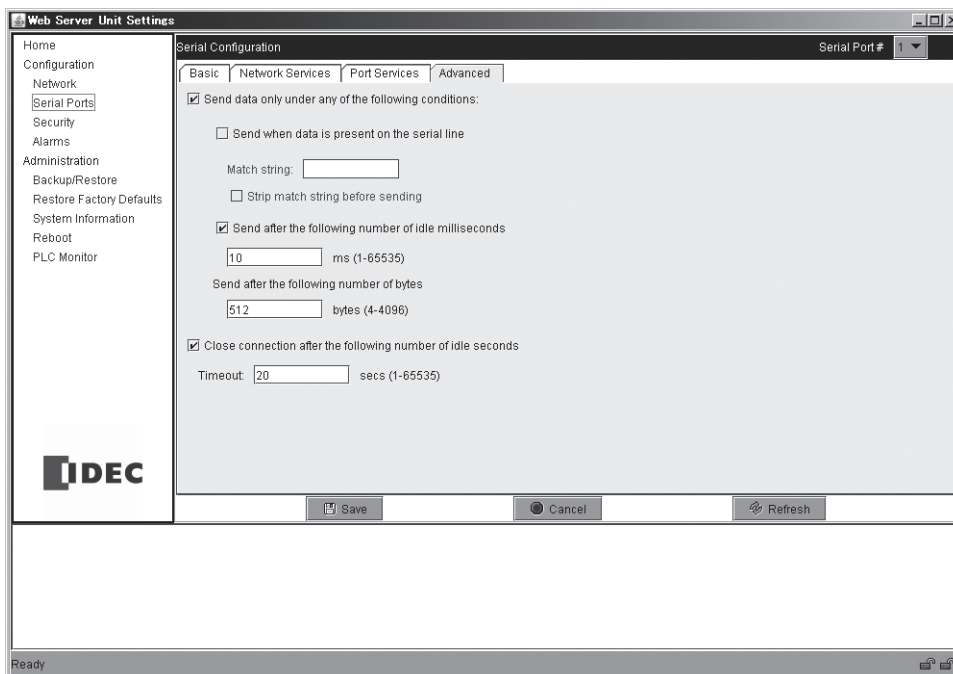 Web Server Unit Settings
Home
Configuration
Network
Serial Ports
Security
Alarms
Administration
Backup/Restore
Restore Factory Defaults
System Information
Reboot
PLC Monitor
IDEC
Serial Configuration Serial Port# 1
Basic Network Services Port Services Advanced
Send data only under any of the following conditions:
Send when data is present on the serial line
Match string:
Strip match string before sending
Send after the following number of idle milliseconds
10 ms (1-65535)
Send after the following number of bytes
512 bytes (4-4096)
Close connection after the following number of idle seconds
Timeout: 20 secs (1-65535)
Save Cancel Refresh
Ready